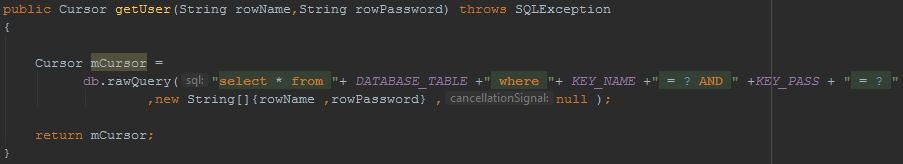 public Cursor getUser(String rowName,String rowPassword) throws SQLException
{
Cursor mCursor =
db.rawQuery( sql: "select * from "+ DATABASE_TABLE +" where "+ KEY_NAME +" = ? AND " +KEY_PASS + " = ? "
,new String[]{rowName ,rowPassword} , cancellationSignal: null );
return mCursor;
}